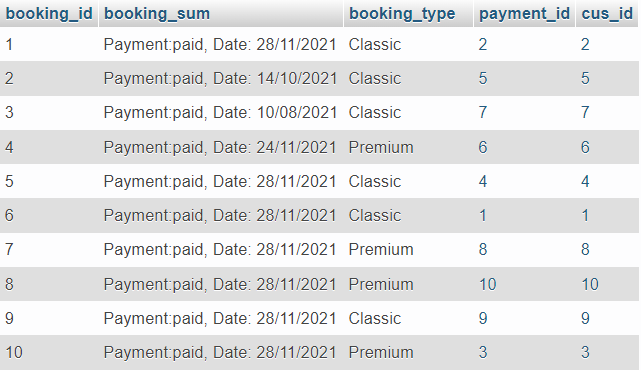 booking_id booking_sum booking_type payment_id cus_id
1 Payment:paid, Date: 28/11/2021 Classic 2 2
2 Payment:paid, Date: 14/10/2021 Classic 5 5
3 Payment:paid, Date: 10/08/2021 Classic 7 7
4 Payment:paid, Date: 24/11/2021 Premium 6 6
5 Payment:paid, Date: 28/11/2021 Classic 4 4
6 Payment:paid, Date: 28/11/2021 Classic 1 1
7 Payment:paid, Date: 28/11/2021 Premium 8 8
8 Payment:paid, Date: 28/11/2021 Premium 10 10
9 Payment:paid, Date: 28/11/2021 Classic 9 9
10 Payment:paid, Date: 28/11/2021 Premium 3 3